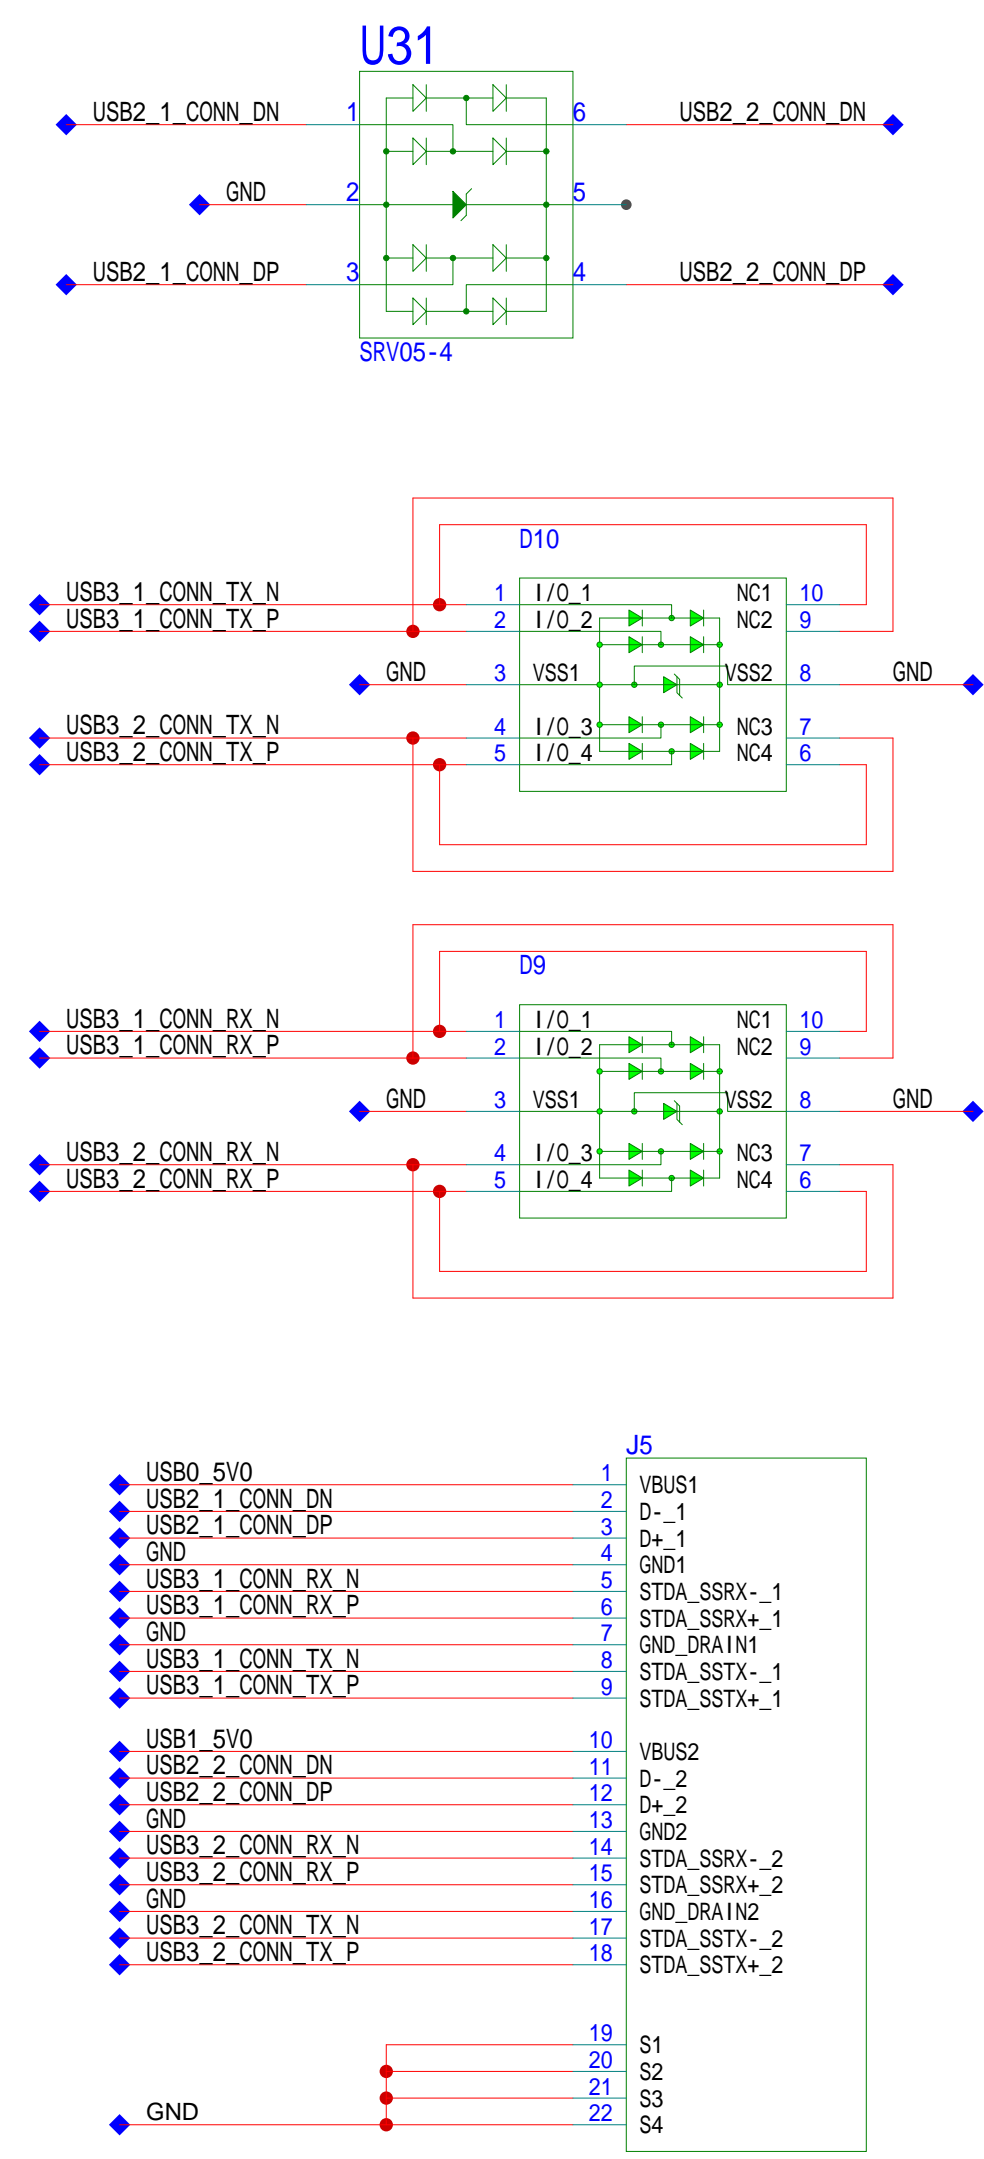 U31
USB2_1_CONN_DN 1 6 USB2_2_CONN_DN
GND 2 5
USB2_1_CONN_DP 3 4 USB2_2_CONN_DP
SRV05-4
D10
USB3_1_CONN_TX_N 1 I/O_1 NC1 10
USB3_1_CONN_TX_P 2 I/O_2 NC2 9
GND 3 VSS1 VSS2 8 GND
USB3_2_CONN_TX_N 4 I/O_3 NC3 7
USB3_2_CONN_TX_P 5 I/O_4 NC4 6
D9
USB3_1_CONN_RX_N 1 I/O_1 NC1 10
USB3_1_CONN_RX_P 2 I/O_2 NC2 9
GND 3 VSS1 VSS2 8 GND
USB3_2_CONN_RX_N 4 I/O_3 NC3 7
USB3_2_CONN_RX_P 5 I/O_4 NC4 6
J5
USB0_5V0 1 VBUS1
USB2_1_CONN_DN 2 D-_1
USB2_1_CONN_DP 3 D+_1
GND 4 GND1
USB3_1_CONN_RX_N 5 STDA_SSRX-_1
USB3_1_CONN_RX_P 6 STDA_SSRX+_1
GND 7 GND_DRAIN1
USB3_1_CONN_TX_N 8 STDA_SSTX-_1
USB3_1_CONN_TX_P 9 STDA_SSTX+_1
USB1_5V0 10 VBUS2
USB2_2_CONN_DN 11 D-_2
USB2_2_CONN_DP 12 D+_2
GND 13 GND2
USB3_2_CONN_RX_N 14 STDA_SSRX-_2
USB3_2_CONN_RX_P 15 STDA_SSRX+_2
GND 16 GND_DRAIN2
USB3_2_CONN_TX_N 17 STDA_SSTX-_2
USB3_2_CONN_TX_P 18 STDA_SSTX+_2
19 S1
20 S2
21 S3
GND 22 S4